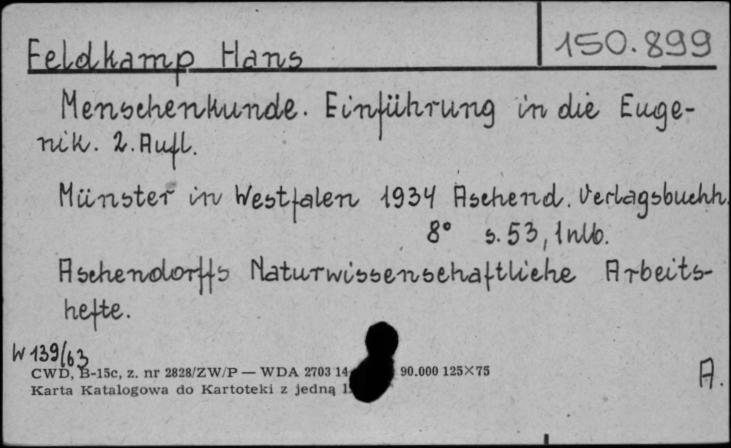 150.899
Feldkamp Hans
Menschenkunde. Einführung in die Euge-
nik. 2. Aufl.
Münster in Westfalen 1934 Aschend. Verlagsbuchh.
8° s. 53, 1 nlb.
Aschendorffs Naturwissenschaftliche Arbeits-
hefte.
W 139/63
CWD, B-15c, z. nr 2828/ZW/P — WDA 2703 14 90.000 125×75
Karta Katalogowa do Kartoteki z jedną
A.